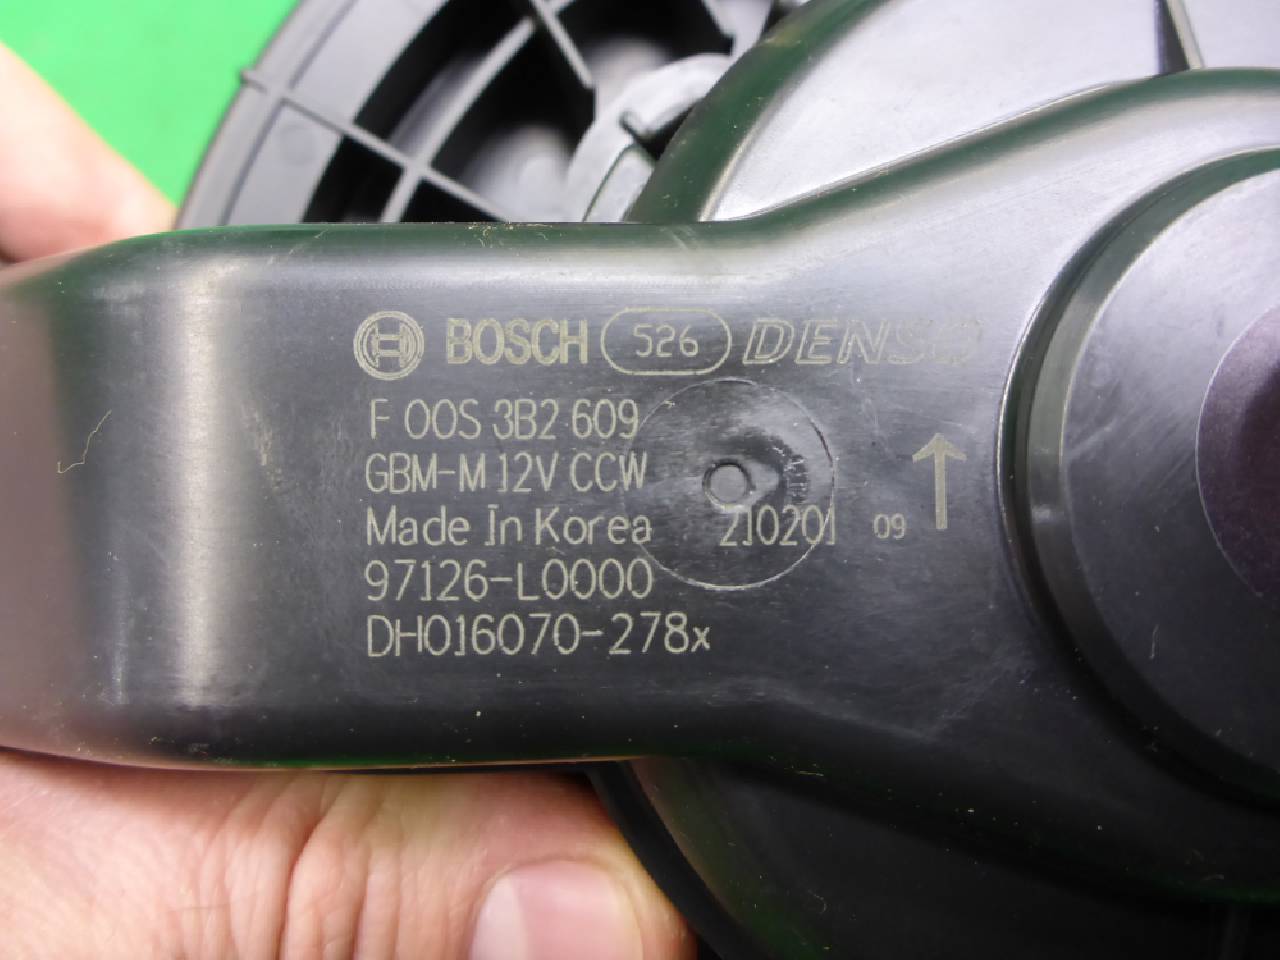 BOSCH 526 DENSO
F 00S 3B2 609
GBM-M 12V CCW
Made In Korea 210201 09
97126-L0000
DH016070-278x